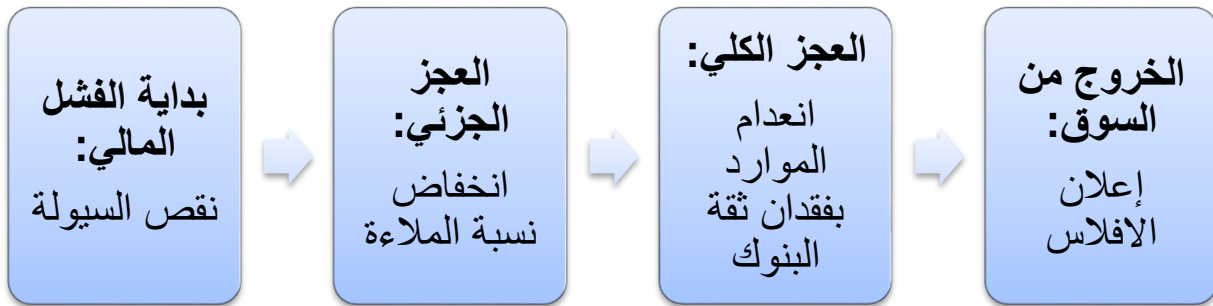 بداية الفشل
المالي:
نقص السيولة
العجز
الجزئي:
انخفاض
نسبة الملاءة
العجز الكلي:
انعدام
الموارد
بفقدان ثقة
البنوك
الخروج من
السوق:
إعلان
الافلاس